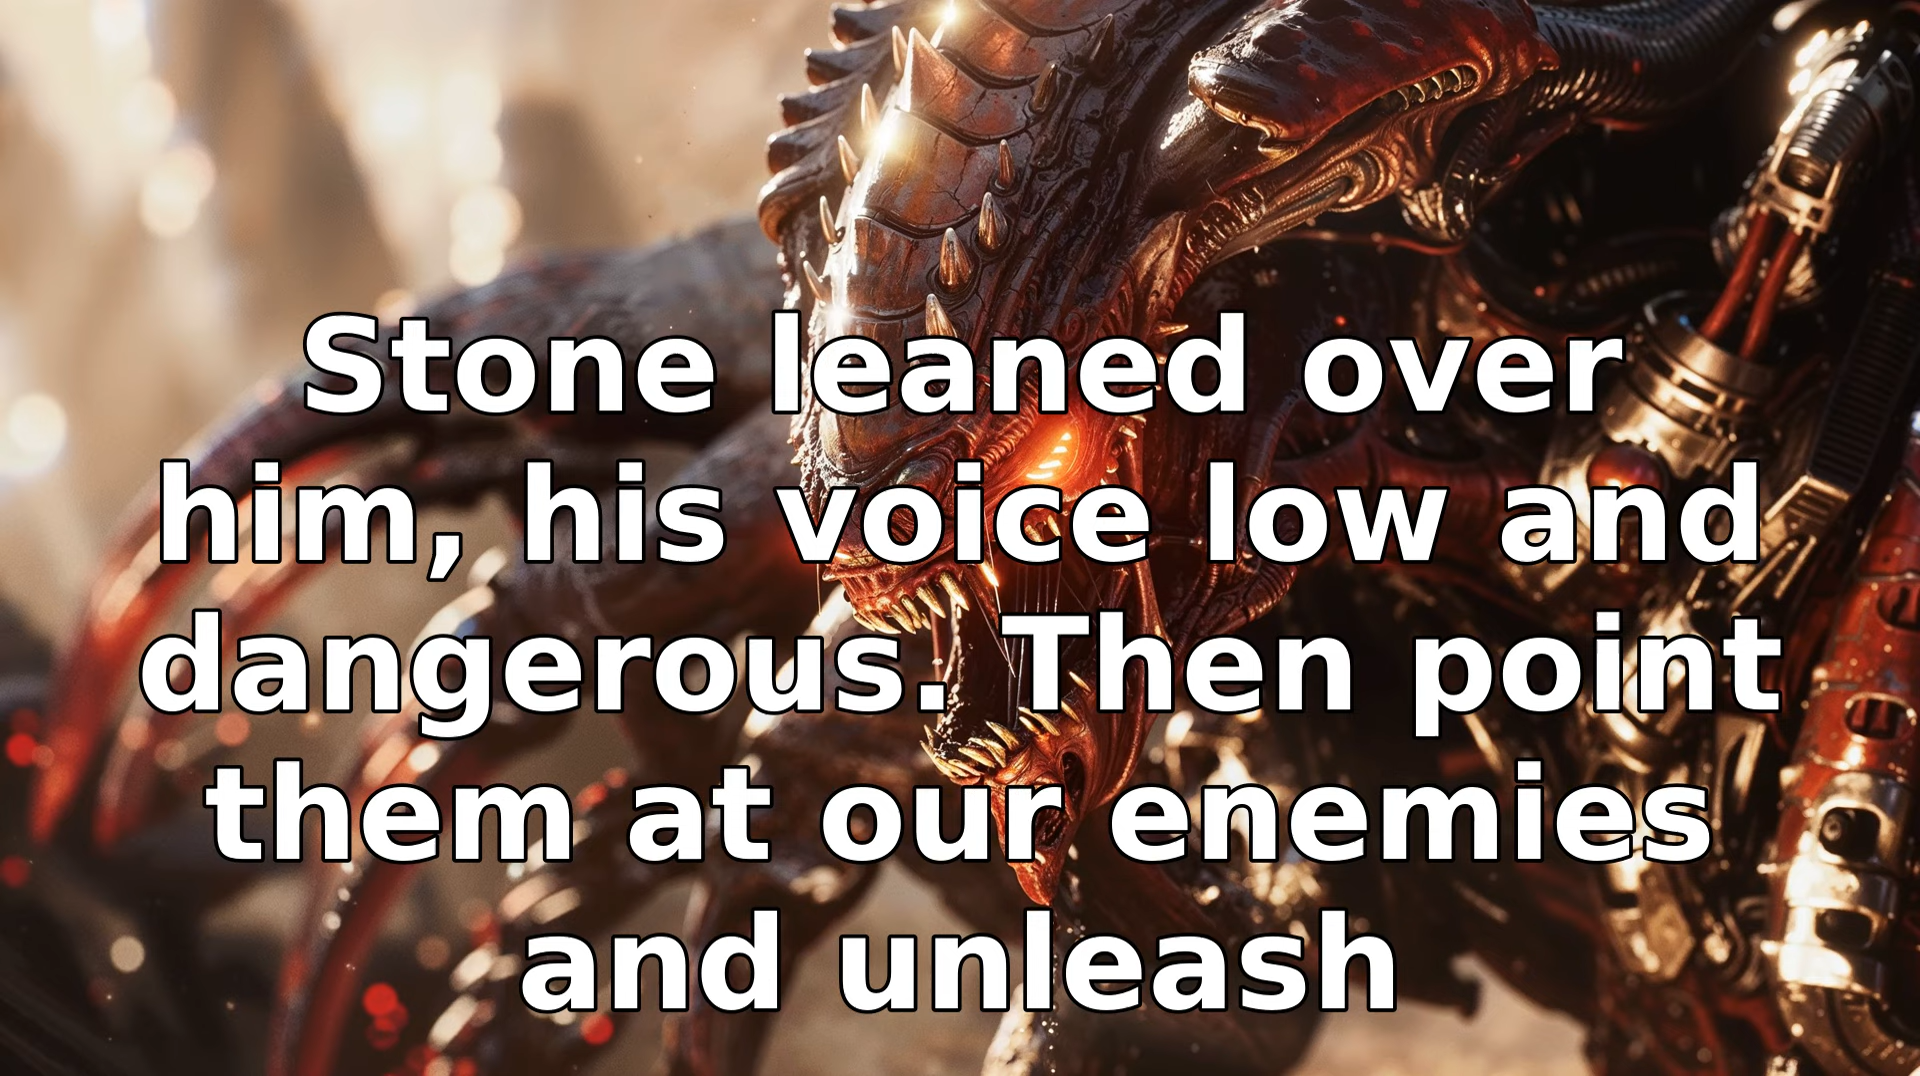 Stone leaned over
him, his voice low and
dangerous. Then point
them at our enemies
and unleash